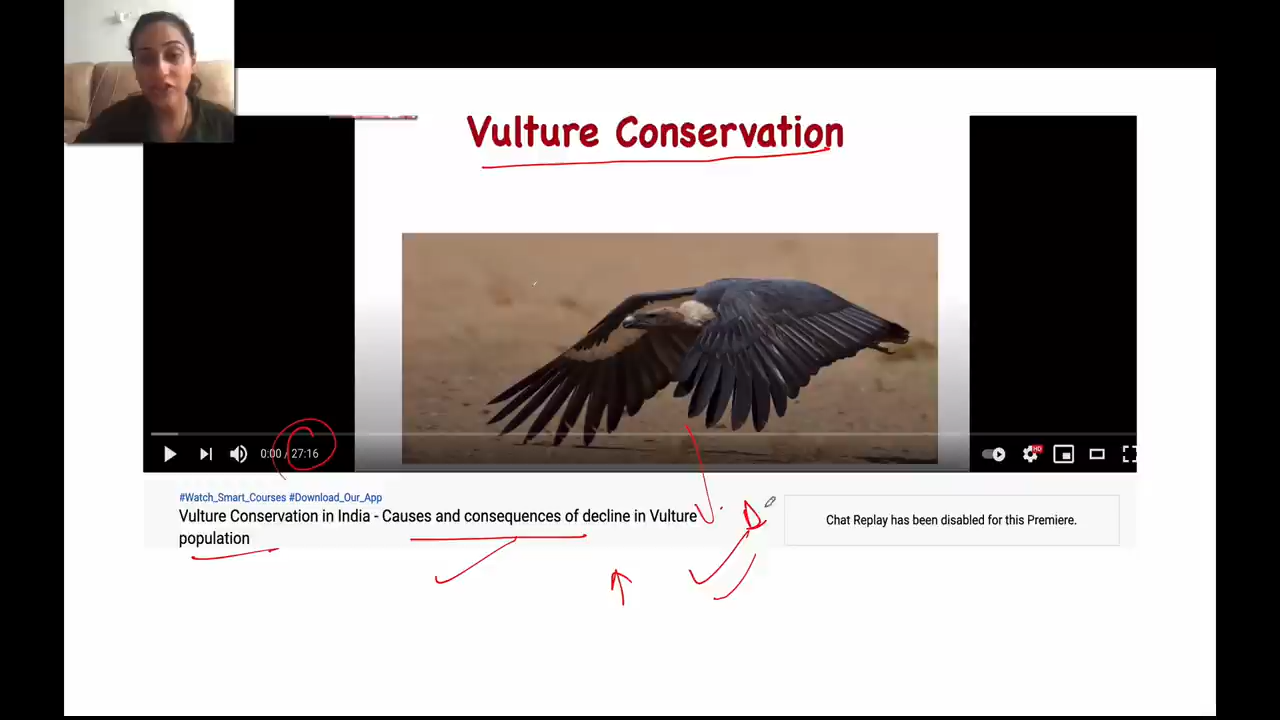 Vulture Conservation
0:00 / 27:16
HD
#Watch_Smart_Courses #Download_Our_App
Vulture Conservation in India - Causes and consequences of decline in Vulture
population
Chat Replay has been disabled for this Premiere.